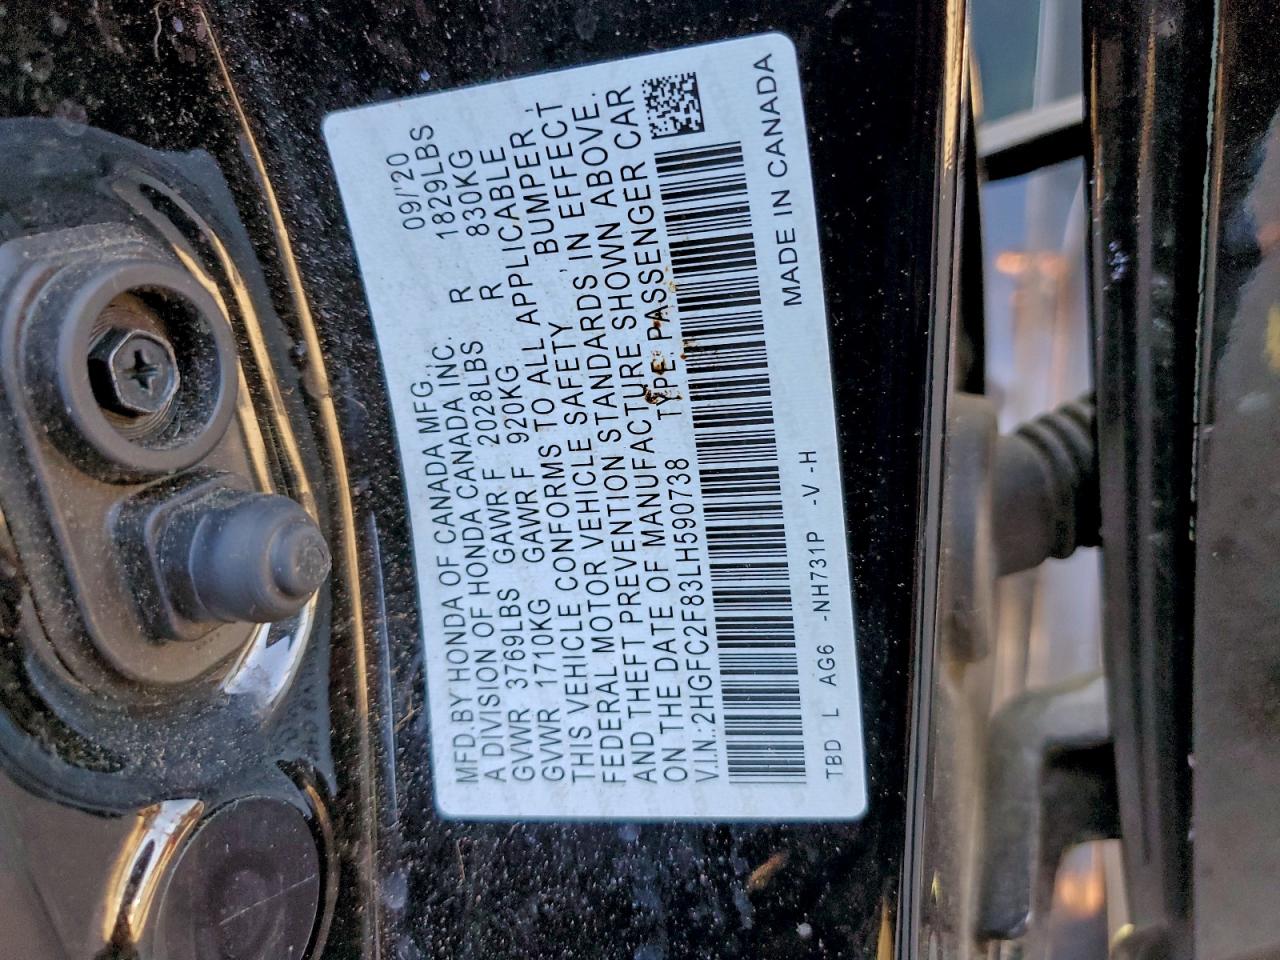 MFD. BY HONDA OF CANADA MFG., 09/'20
A DIVISION OF HONDA CANADA INC.
GVWR 3769LBS GAWR F 2028LBS R 1829LBS
GVWR 1710KG GAWR F 920KG R 830KG
THIS VEHICLE CONFORMS TO ALL APPLICABLE
FEDERAL MOTOR VEHICLE SAFETY, BUMPER,
AND THEFT PREVENTION STANDARDS IN EFFECT
ON THE DATE OF MANUFACTURE SHOWN ABOVE.
V.I.N.:2HGFC2F83LH590738 TYPE: PASSENGER CAR
TBD L AG6 -NH731P -V -H MADE IN CANADA